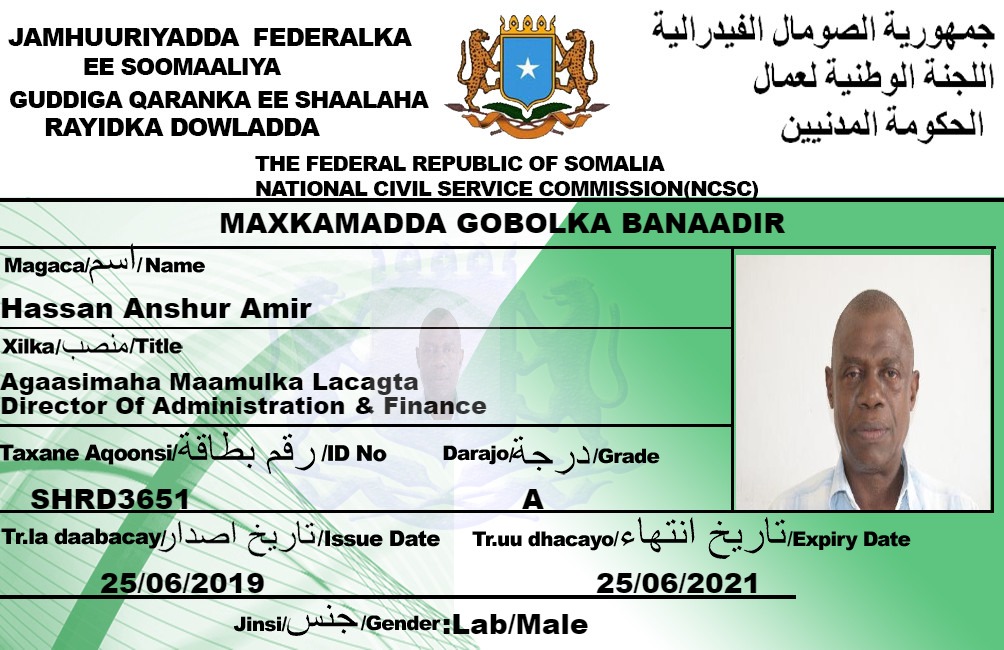 JAMHUURIYADDA FEDERALKA
EE SOOMAALIYA
GUDDIGA QARANKA EE SHAALAHA
RAYIDKA DOWLADDA
جمهورية الصومال الفيدرالية
اللجنة الوطنية لعمال
الحكومة المدنيين
THE FEDERAL REPUBLIC OF SOMALIA
NATIONAL CIVIL SERVICE COMMISSION(NCSC)
MAXKAMADDA GOBOLKA BANAADIR
Magaca/اسم/Name
Hassan Anshur Amir
Xilka/منصب/Title
Agaasimaha Maamulka Lacagta
Director Of Administration & Finance
Taxane Aqoonsi/رقم بطاقة/ID No Darajo/درجة/Grade
SHRD3651 A
Tr.la daabacay/تاريخ اصدار/Issue Date Tr.uu dhacayo/تاريخ انتهاء/Expiry Date
25/06/2019 25/06/2021
Jinsi/جنس/Gender:Lab/Male